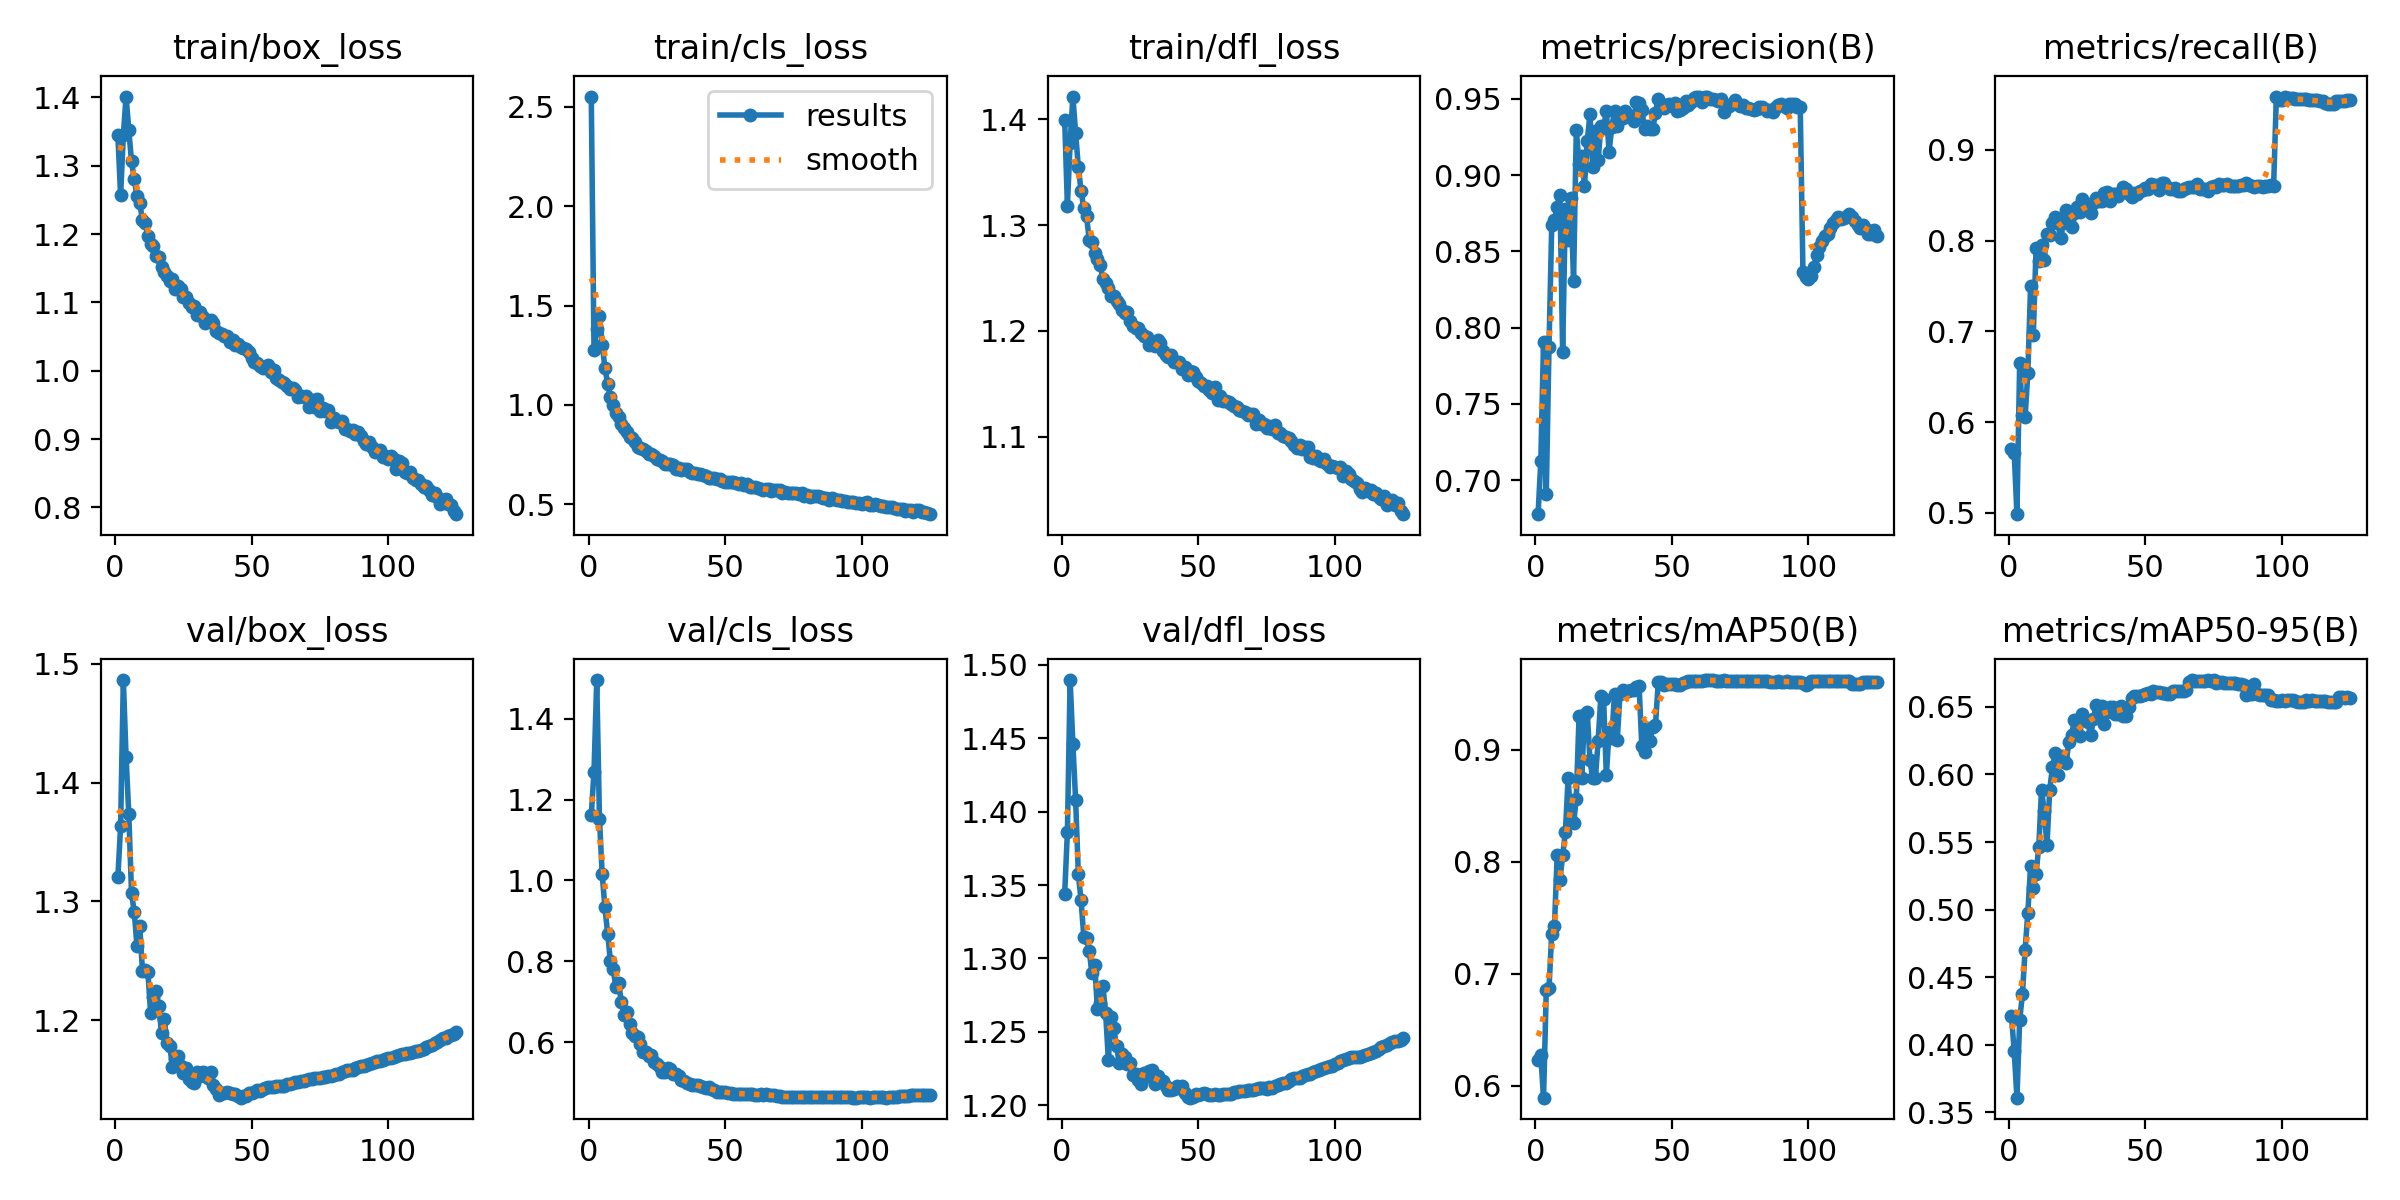 train/box_loss
1.4
1.3
1.2
1.1
1.0
0.9
0.8
0 50 100
train/cls_loss
results
smooth
2.5
2.0
1.5
1.0
0.5
0 50 100
train/dfl_loss
1.4
1.3
1.2
1.1
0 50 100
metrics/precision(B)
0.95
0.90
0.85
0.80
0.75
0.70
0 50 100
metrics/recall(B)
0.9
0.8
0.7
0.6
0.5
0 50 100
val/box_loss
1.5
1.4
1.3
1.2
0 50 100
val/cls_loss
1.4
1.2
1.0
0.8
0.6
0 50 100
val/dfl_loss
1.50
1.45
1.40
1.35
1.30
1.25
1.20
0 50 100
metrics/mAP50(B)
0.9
0.8
0.7
0.6
0 50 100
metrics/mAP50-95(B)
0.65
0.60
0.55
0.50
0.45
0.40
0.35
0 50 100